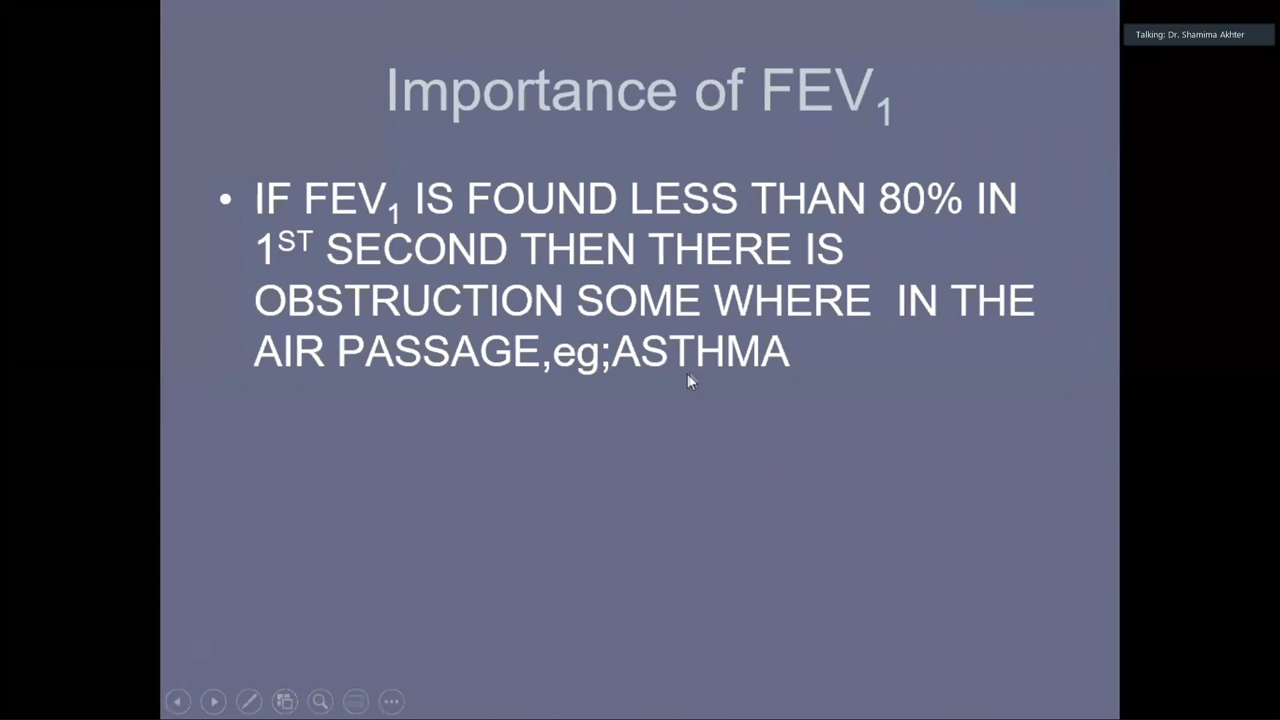 Talking: Dr. Shamima Akhter
Importance of FEV₁
• IF FEV₁ IS FOUND LESS THAN 80% IN
1ˢᵀ SECOND THEN THERE IS
OBSTRUCTION SOME WHERE  IN THE
AIR PASSAGE,eg;ASTHMA